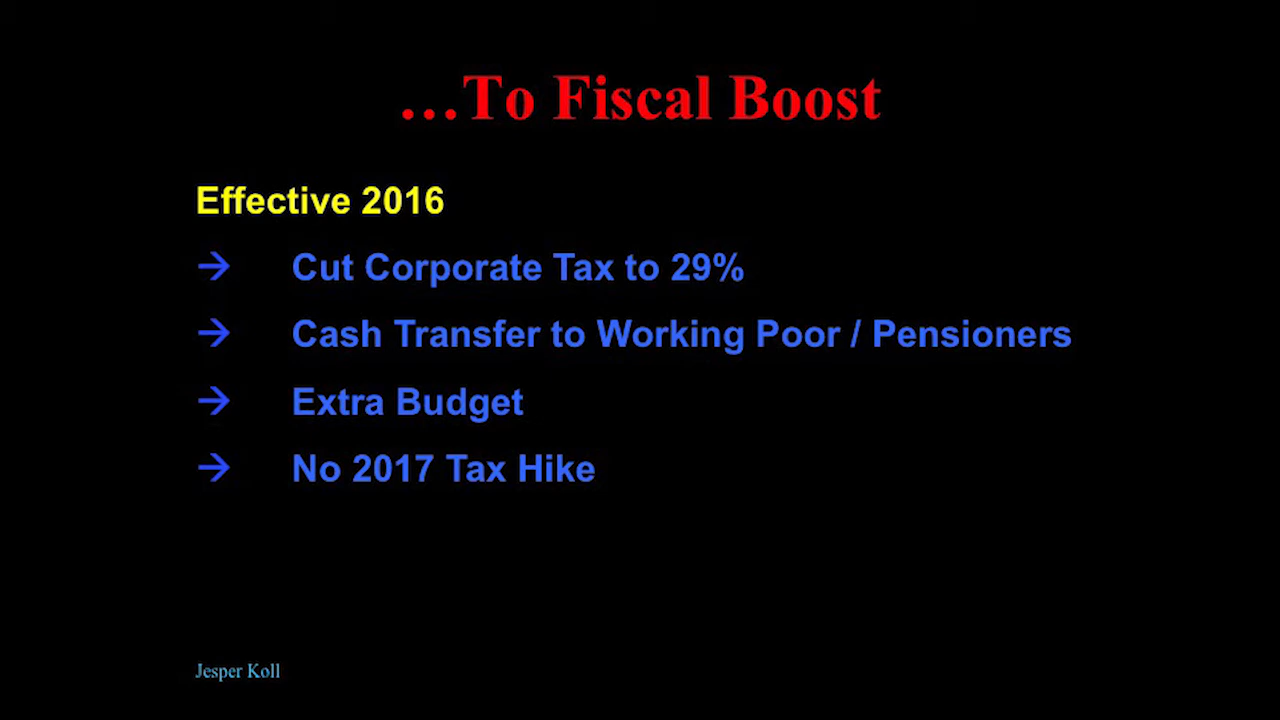 …To Fiscal Boost
Effective 2016
→ Cut Corporate Tax to 29%
→ Cash Transfer to Working Poor / Pensioners
→ Extra Budget
→ No 2017 Tax Hike
Jesper Koll